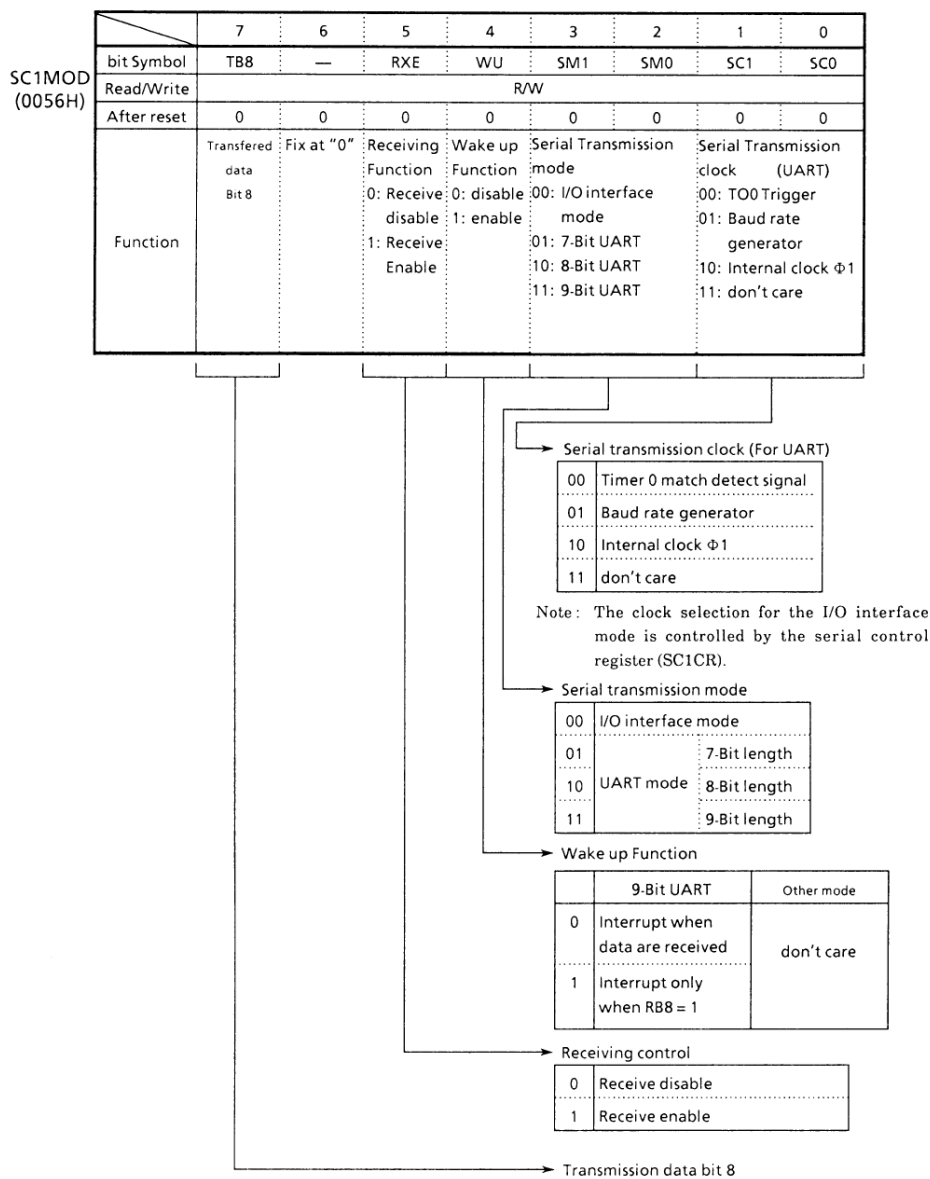 7 6 5 4 3 2 1 0
SC1MOD
(0056H)
bit Symbol TB8 — RXE WU SM1 SM0 SC1 SC0
Read/Write R/W
After reset 0 0 0 0 0 0 0 0
Function
Transfered
data
Bit 8
Fix at "0"
Receiving
Function
0: Receive
disable
1: Receive
Enable
Wake up
Function
0: disable
1: enable
Serial Transmission
mode
00: I/O interface
mode
01: 7-Bit UART
10: 8-Bit UART
11: 9-Bit UART
Serial Transmission
clock (UART)
00: TO0 Trigger
01: Baud rate
generator
10: Internal clock Φ1
11: don't care
Serial transmission clock (For UART)
00 Timer 0 match detect signal
01 Baud rate generator
10 Internal clock Φ1
11 don't care
Note : The clock selection for the I/O interface
mode is controlled by the serial control
register (SC1CR).
Serial transmission mode
00 I/O interface mode
01 7-Bit length
10 UART mode 8-Bit length
11 9-Bit length
Wake up Function
9-Bit UART Other mode
0 Interrupt when
data are received
don't care
1 Interrupt only
when RB8 = 1
Receiving control
0 Receive disable
1 Receive enable
Transmission data bit 8